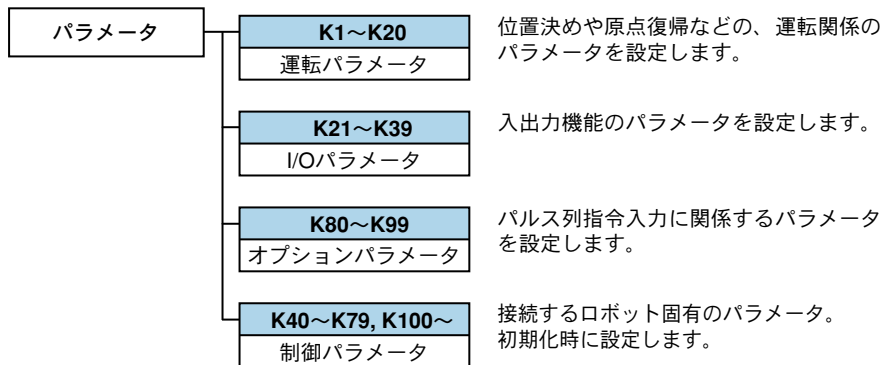 パラメータ
K1～K20
運転パラメータ
位置決めや原点復帰などの、運転関係の
パラメータを設定します。
K21～K39
I/Oパラメータ
入出力機能のパラメータを設定します。
K80～K99
オプションパラメータ
パルス列指令入力に関係するパラメータ
を設定します。
K40～K79, K100～
制御パラメータ
接続するロボット固有のパラメータ。
初期化時に設定します。